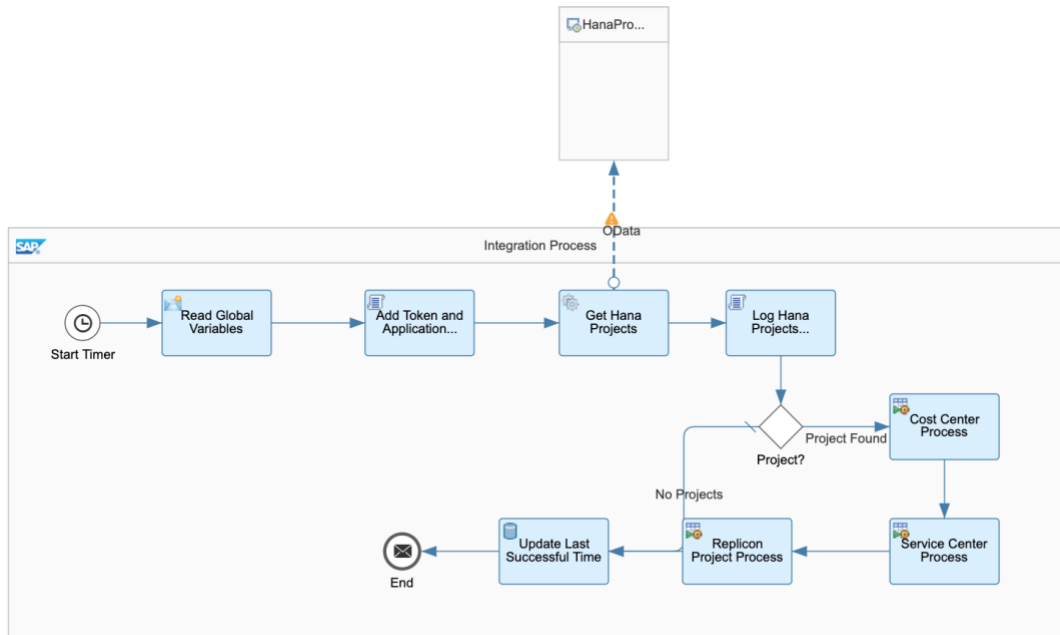 HanaPro...
OData
SAP
Integration Process
Start Timer
Read Global
Variables
Add Token and
Application...
Get Hana
Projects
Log Hana
Projects...
Project?
Project Found
Cost Center
Process
No Projects
End
Update Last
Successful Time
Replicon
Project Process
Service Center
Process